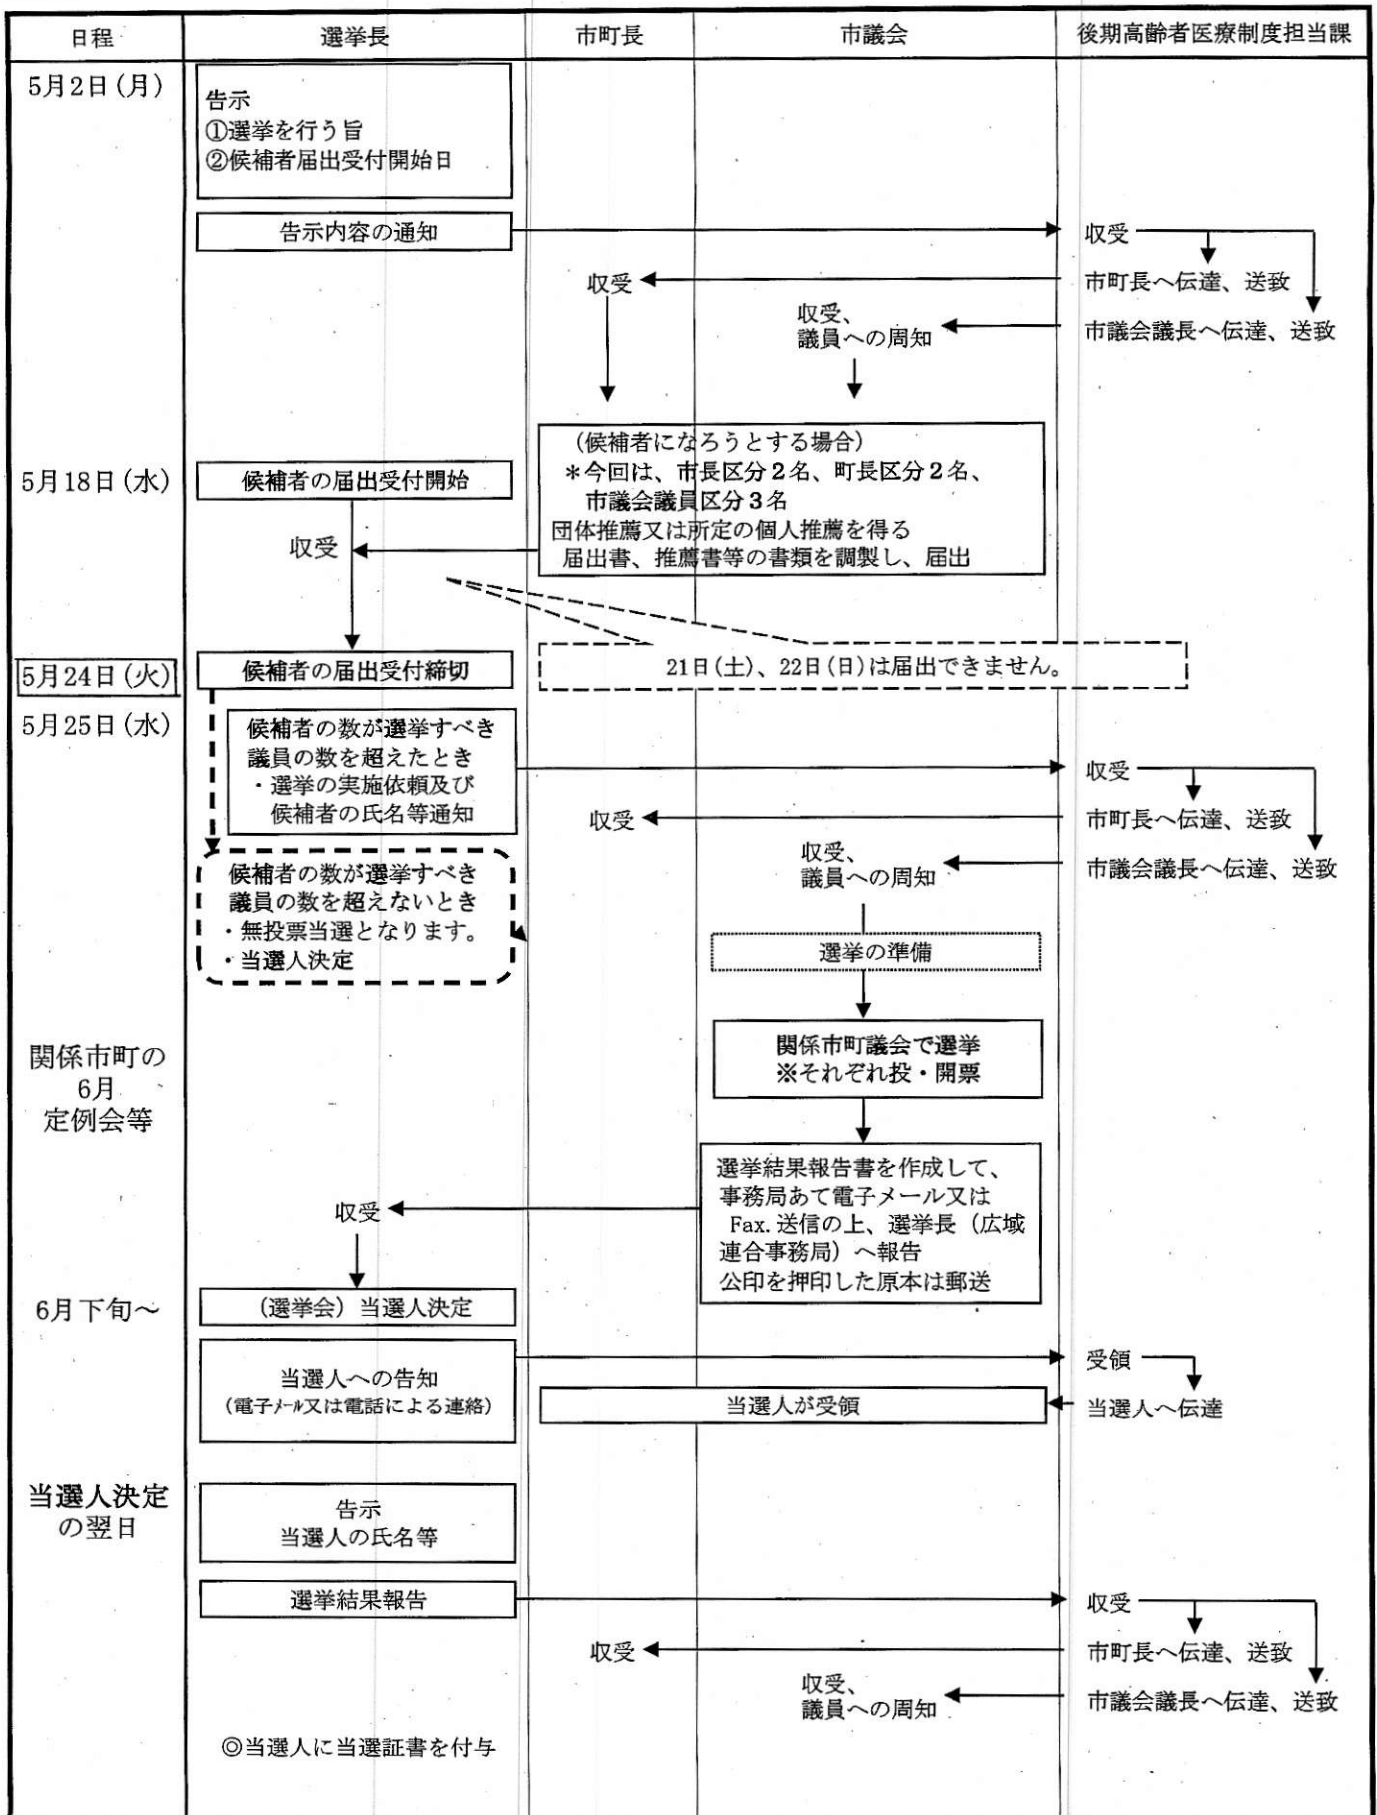 日程
選挙長
市町長
市議会
後期高齢者医療制度担当課
5月2日(月)
告示
①選挙を行う旨
②候補者届出受付開始日
告示内容の通知
収受
収受
市町長へ伝達、送致
収受、
議員への周知
市議会議長へ伝達、送致
(候補者になろうとする場合)
＊今回は、市長区分2名、町長区分2名、
市議会議員区分3名
団体推薦又は所定の個人推薦を得る
届出書、推薦書等の書類を調製し、届出
5月18日(水)
候補者の届出受付開始
収受
5月24日(火)
候補者の届出受付締切
21日(土)、22日(日)は届出できません。
5月25日(水)
候補者の数が選挙すべき
議員の数を超えたとき
・選挙の実施依頼及び
候補者の氏名等通知
収受
収受
市町長へ伝達、送致
収受、
議員への周知
市議会議長へ伝達、送致
候補者の数が選挙すべき
議員の数を超えないとき
・無投票当選となります。
・当選人決定
選挙の準備
関係市町の
6月
定例会等
関係市町議会で選挙
※それぞれ投・開票
選挙結果報告書を作成して、
事務局あて電子メール又は
Fax.送信の上、選挙長（広域
連合事務局）へ報告
公印を押印した原本は郵送
収受
6月下旬～
（選挙会）当選人決定
当選人への告知
(電子ﾒｰﾙ又は電話による連絡)
受領
当選人が受領
当選人へ伝達
当選人決定
の翌日
告示
当選人の氏名等
選挙結果報告
収受
収受
市町長へ伝達、送致
収受、
議員への周知
市議会議長へ伝達、送致
◎当選人に当選証書を付与